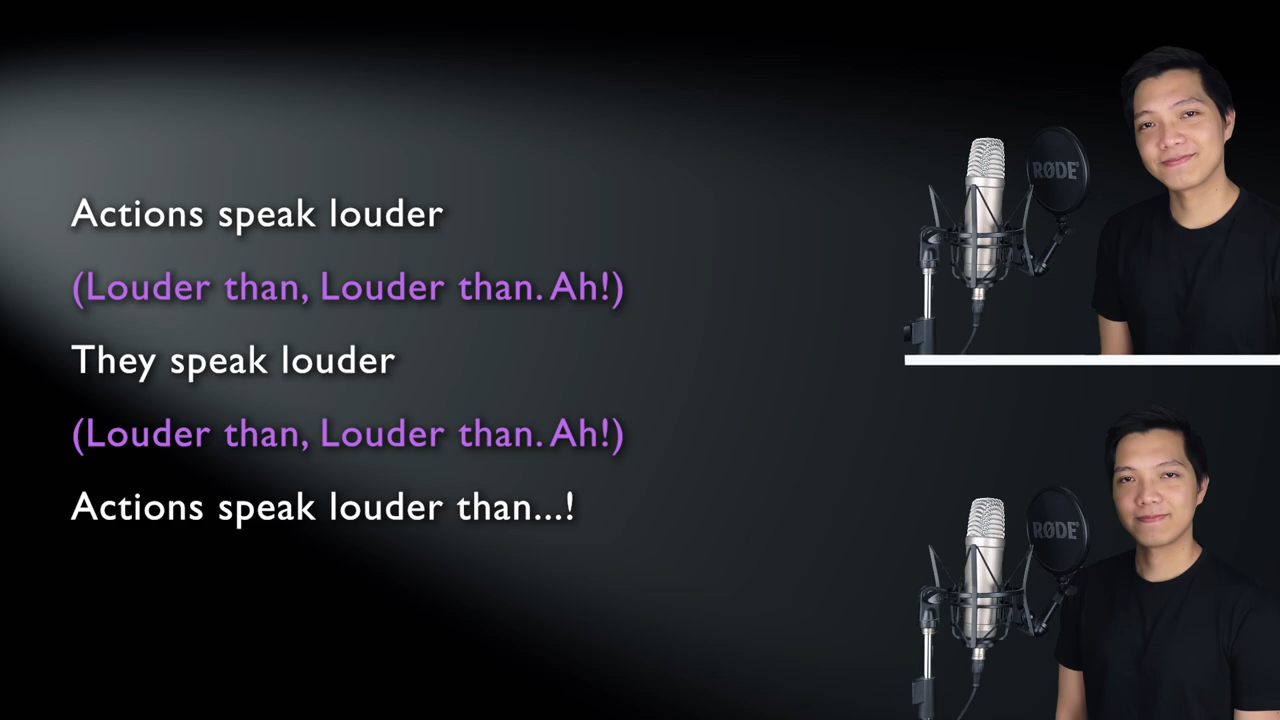 Actions speak louder
(Louder than, Louder than. Ah!)
They speak louder
(Louder than, Louder than. Ah!)
Actions speak louder than...!
RØDE
RØDE